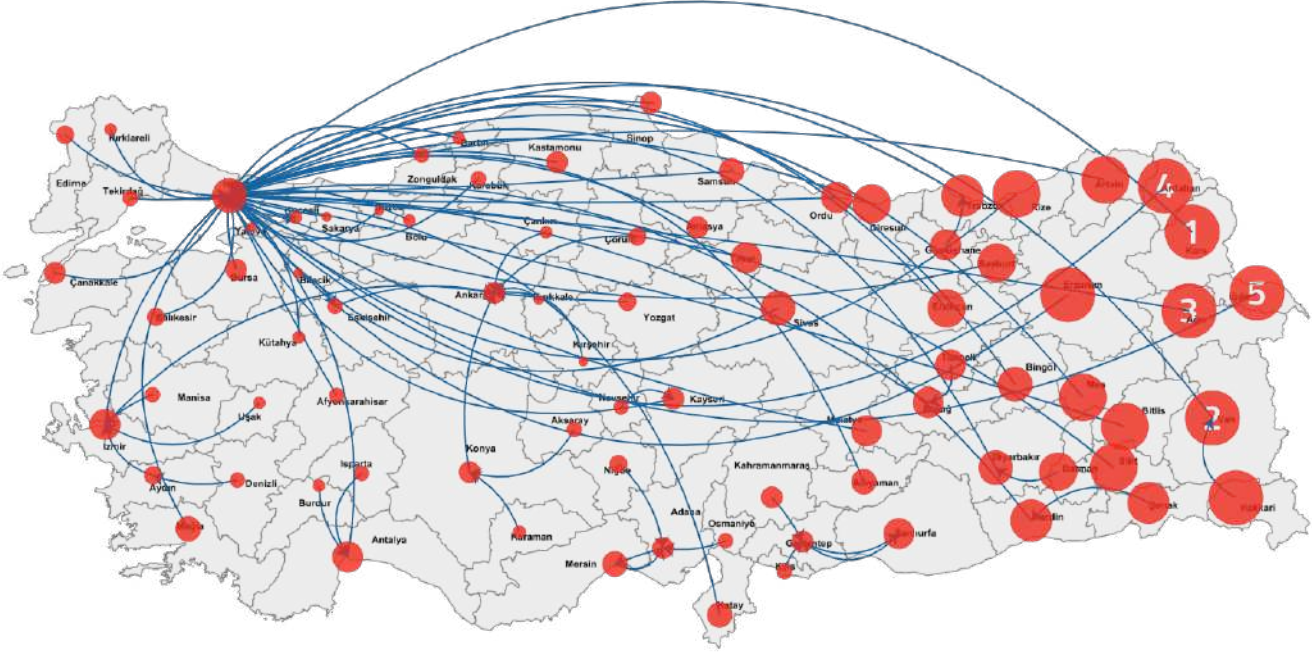 Kırklareli
Edirne
Tekirdağ
Bartın
Kastamonu
Sinop
Zonguldak
Karabük
Samsun
Ordu
Giresun
Trabzon
Rize
Artvin
Ardahan
4
1
Kars
Yalova
Kocaeli
Sakarya
Bolu
Çankırı
Çorum
Amasya
Tokat
Gümüşhane
Bayburt
Çanakkale
Bursa
Bilecik
Ankara
Kırıkkale
Yozgat
Sivas
Erzincan
Erzurum
3
Ağrı
5
Balıkesir
Eskişehir
Kütahya
Kırşehir
Tunceli
Bingöl
Muş
Bitlis
2
Van
Manisa
Uşak
Afyonkarahisar
Nevşehir
Kayseri
Aksaray
Malatya
İzmir
Konya
Niğde
Kahramanmaraş
Adıyaman
Diyarbakır
Batman
Siirt
Aydın
Denizli
Isparta
Burdur
Mardin
Şırnak
Hakkari
Muğla
Antalya
Karaman
Adana
Osmaniye
Gaziantep
Şanlıurfa
Mersin
Kilis
Hatay